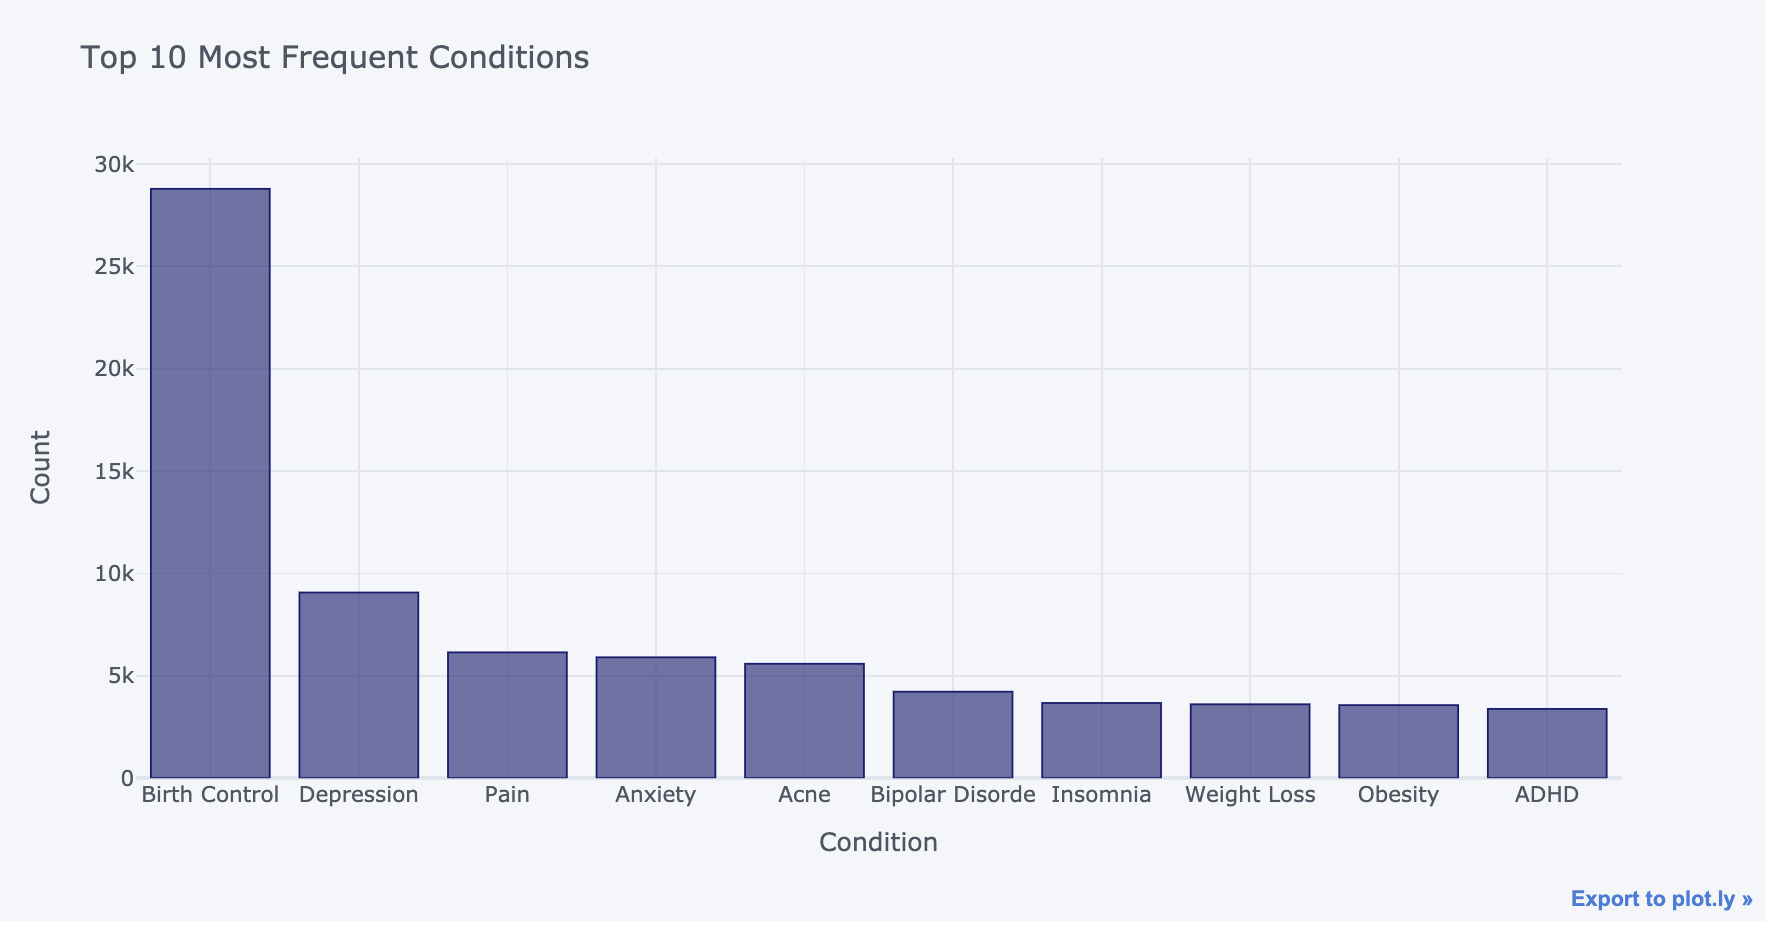 Top 10 Most Frequent Conditions
30k
25k
20k
15k
10k
5k
0
Count
Birth Control Depression Pain Anxiety Acne Bipolar Disorde Insomnia Weight Loss Obesity ADHD
Condition
Export to plot.ly »